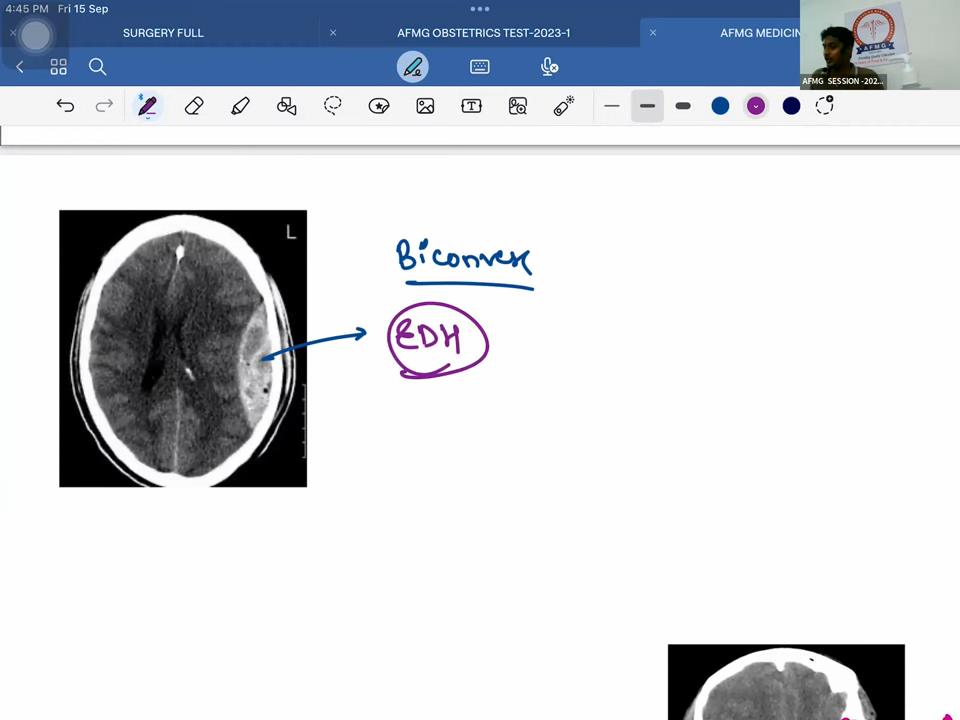 4:45 PM Fri 15 Sep
SURGERY FULL
AFMG OBSTETRICS TEST-2023-1
AFMG MEDICIN
AFMG
AFMG SESSION -202...
T
L
Biconvex
EDH